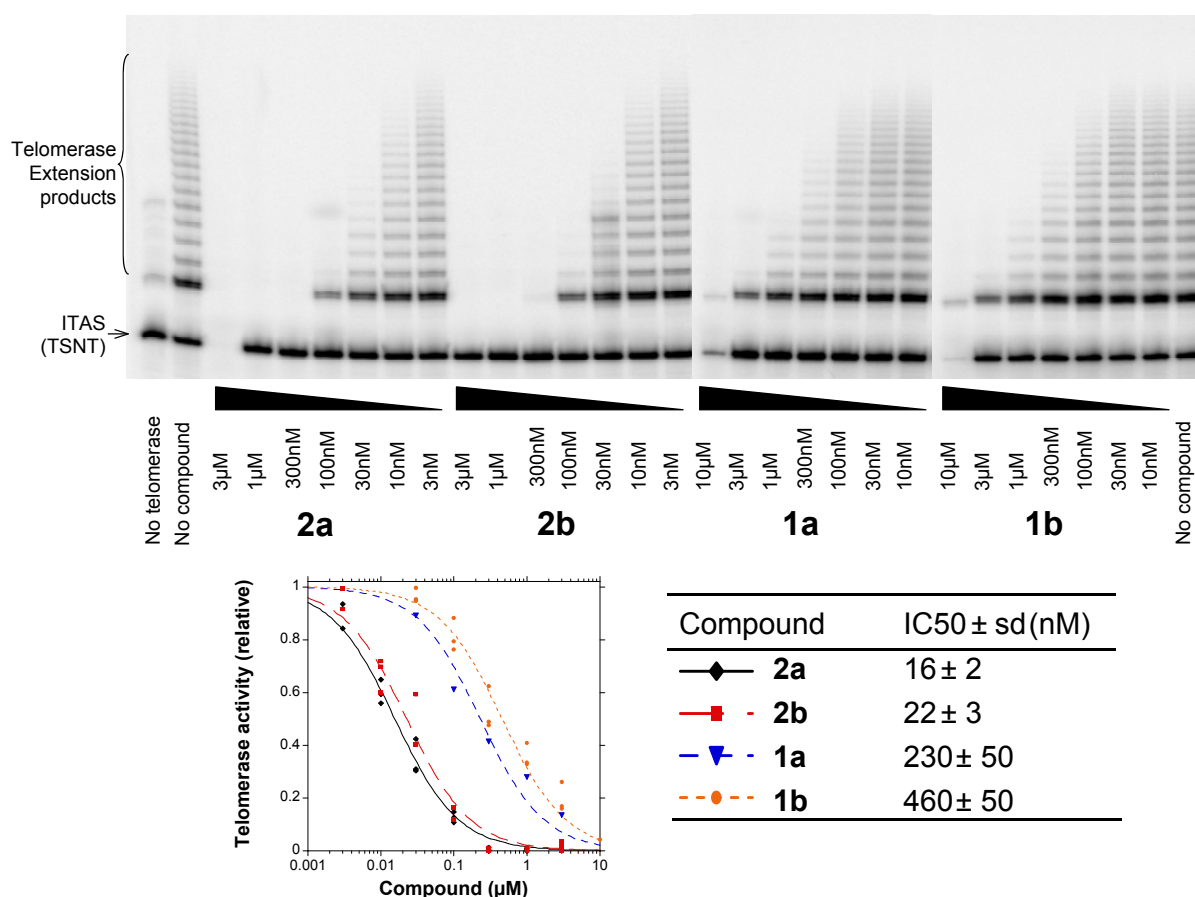 Telomerase
Extension
products
ITAS
(TSNT)
No telomerase
No compound
3µM
1µM
300nM
100nM
30nM
10nM
3nM
3µM
1µM
300nM
100nM
30nM
10nM
3nM
10µM
3µM
1µM
300nM
100nM
30nM
10nM
10µM
3µM
1µM
300nM
100nM
30nM
10nM
No compound
2a
2b
1a
1b
Telomerase activity (relative)
1
0.8
0.6
0.4
0.2
0
0.001
0.01
0.1
1
10
Compound (µM)
Compound IC50 ± sd (nM)
2a 16 ± 2
2b 22 ± 3
1a 230 ± 50
1b 460 ± 50